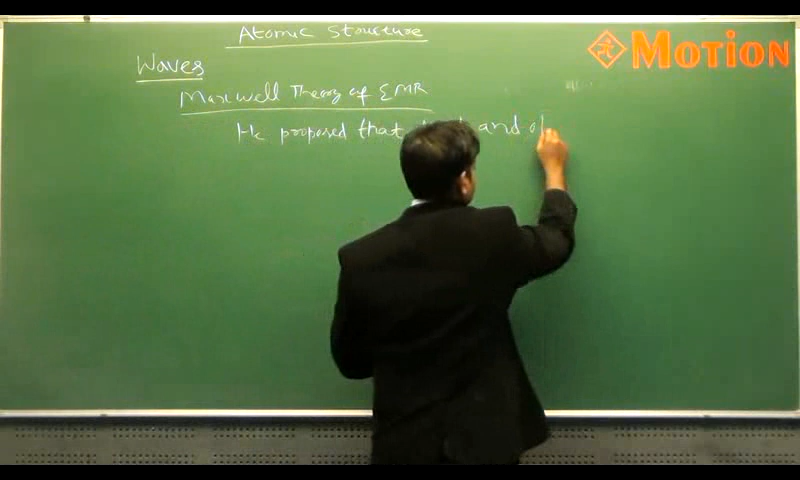 Atomic Structure
MOTION
Waves
Maxwell Theory of EMR
He proposed that and